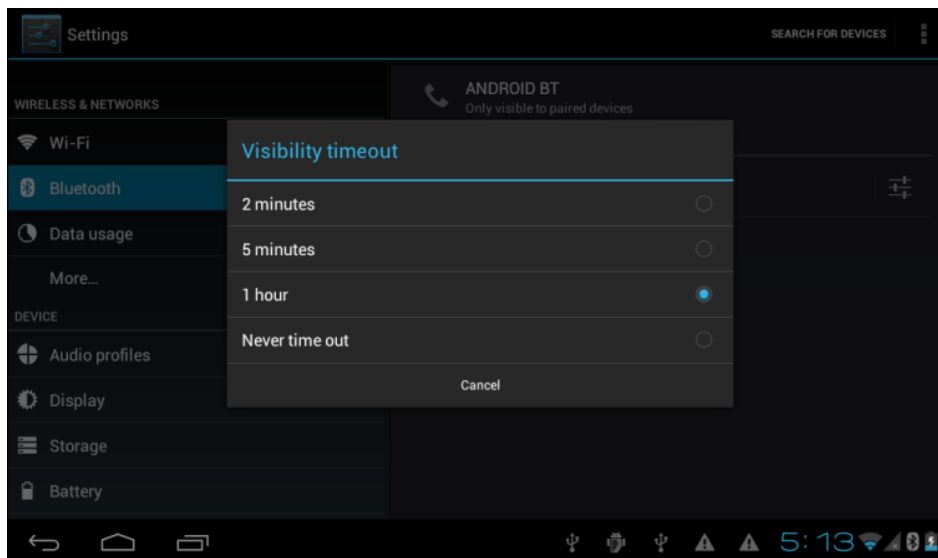 Settings
SEARCH FOR DEVICES
WIRELESS & NETWORKS
Wi-Fi
Bluetooth
Data usage
More...
DEVICE
Audio profiles
Display
Storage
Battery
ANDROID BT
Only visible to paired devices
Visibility timeout
2 minutes
5 minutes
1 hour
Never time out
Cancel
5:13